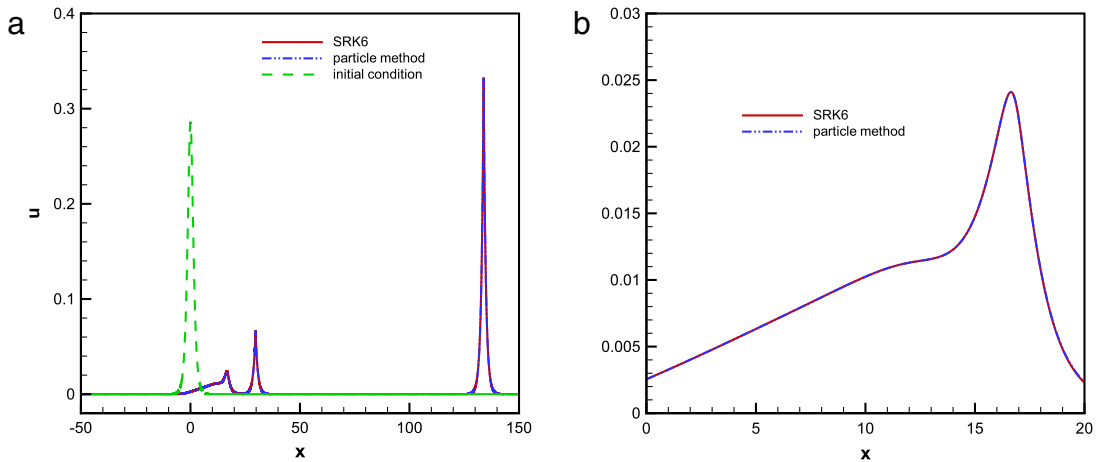 a
0.4
0.3
0.2
0.1
0
u
-50
0
50
100
150
x
SRK6
particle method
initial condition
b
0.03
0.025
0.02
0.015
0.01
0.005
0
0
5
10
15
20
x
SRK6
particle method